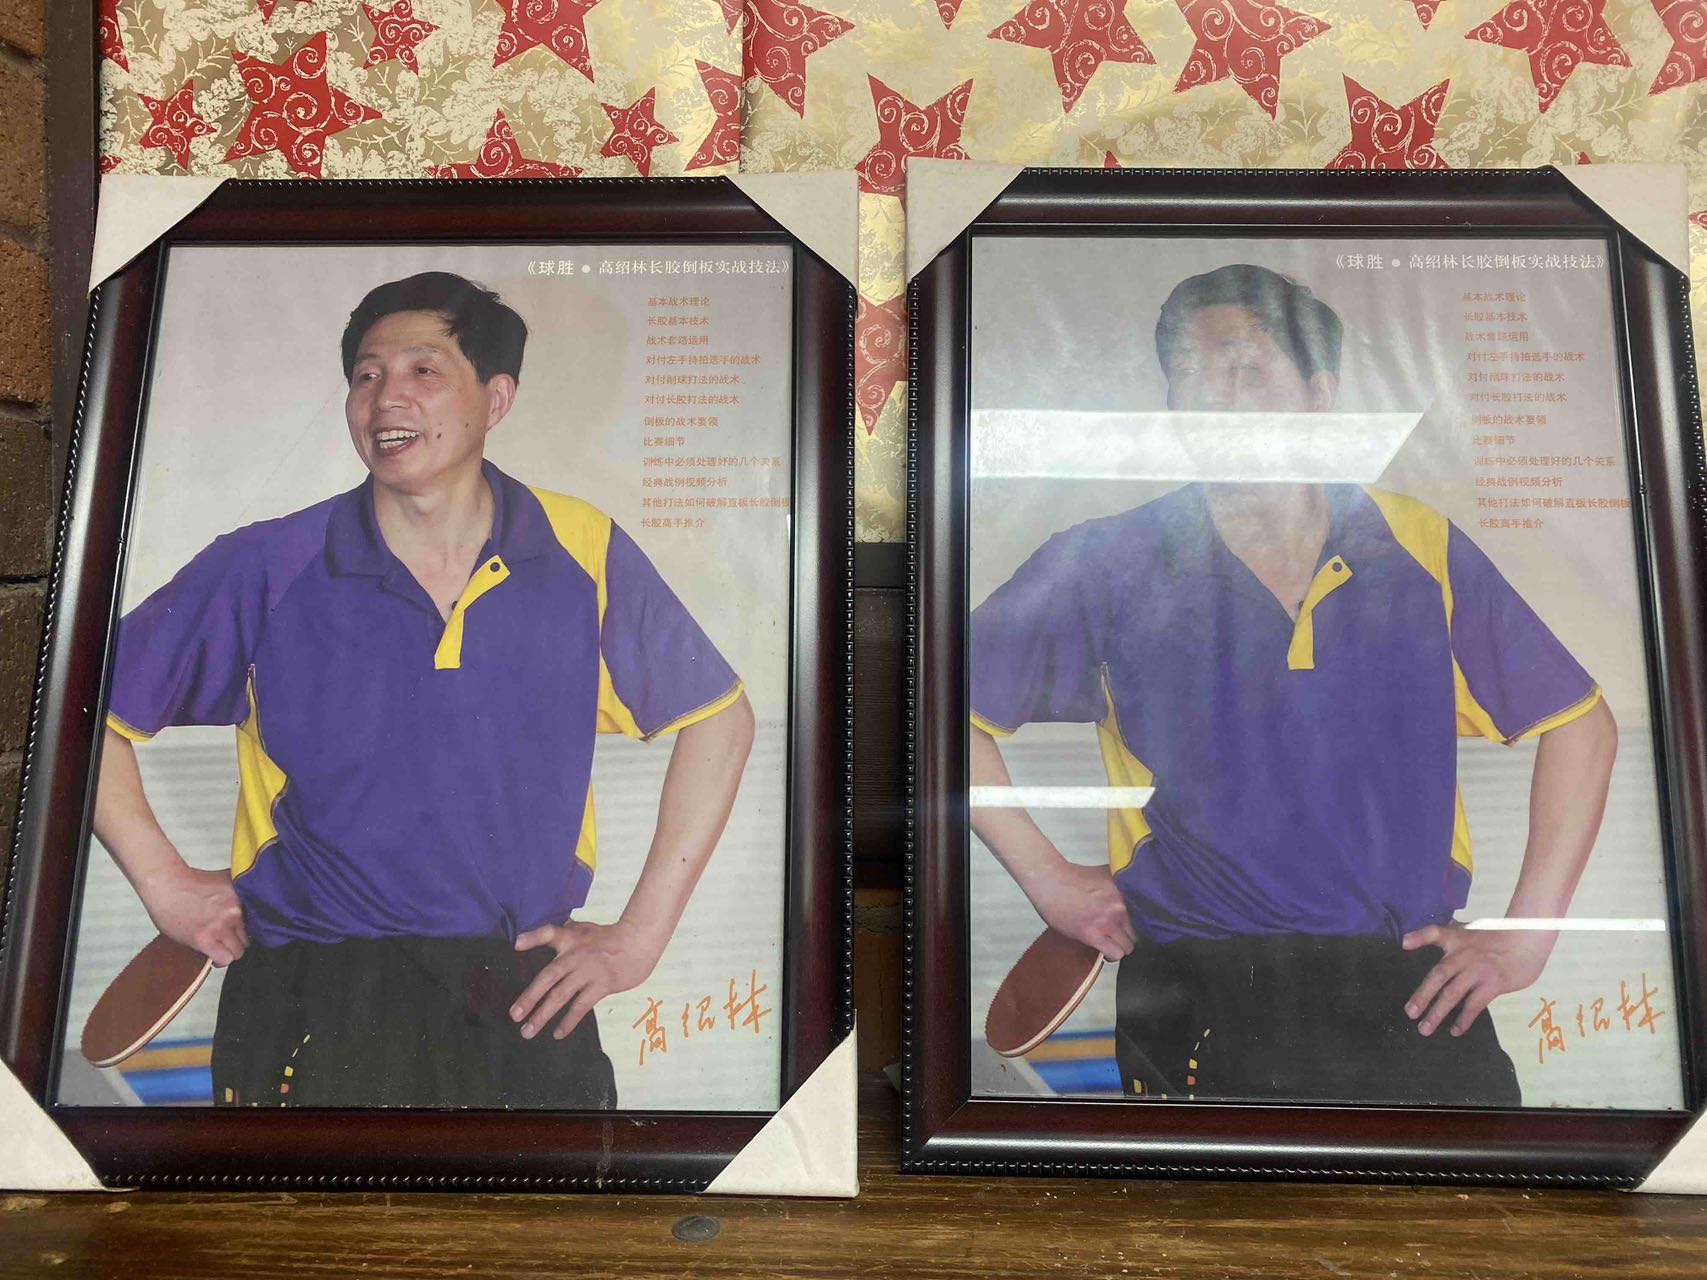 《球胜 ● 高绍林长胶倒板实战技法》
基本战术理论
长胶基本技术
战术套路运用
对付左手持拍选手的战术
对付削球打法的战术
对付长胶打法的战术
倒板的战术要领
比赛细节
训练中必须处理好的几个关系
经典战例视频分析
其他打法如何破解直板长胶倒板
长胶高手推介
高绍林
《球胜 ● 高绍林长胶倒板实战技法》
基本战术理论
长胶基本技术
战术套路运用
对付左手持拍选手的战术
对付削球打法的战术
对付长胶打法的战术
倒板的战术要领
比赛细节
训练中必须处理好的几个关系
经典战例视频分析
其他打法如何破解直板长胶倒板
长胶高手推介
高绍林